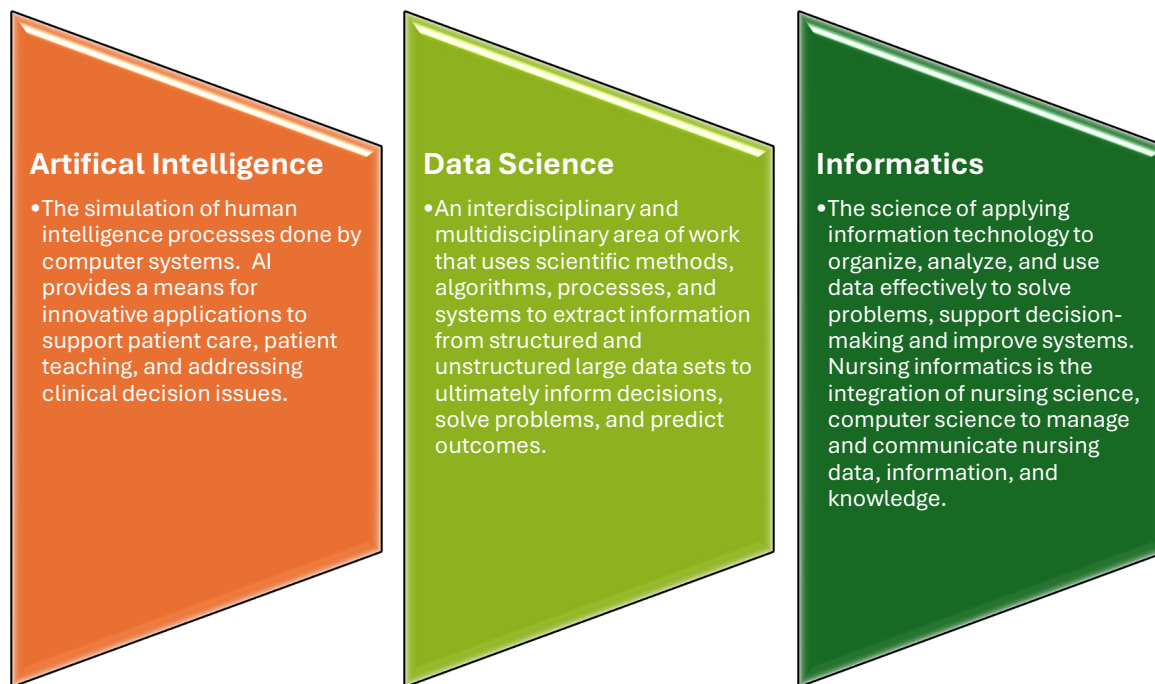 Artifical Intelligence
•The simulation of human
intelligence processes done by
computer systems.  AI
provides a means for
innovative applications to
support patient care, patient
teaching, and addressing
clinical decision issues.
Data Science
•An interdisciplinary and
multidisciplinary area of work
that uses scientific methods,
algorithms, processes, and
systems to extract information
from structured and
unstructured large data sets to
ultimately inform decisions,
solve problems, and predict
outcomes.
Informatics
•The science of applying
information technology to
organize, analyze, and use
data effectively to solve
problems, support decision-
making and improve systems.
Nursing informatics is the
integration of nursing science,
computer science to manage
and communicate nursing
data, information, and
knowledge.